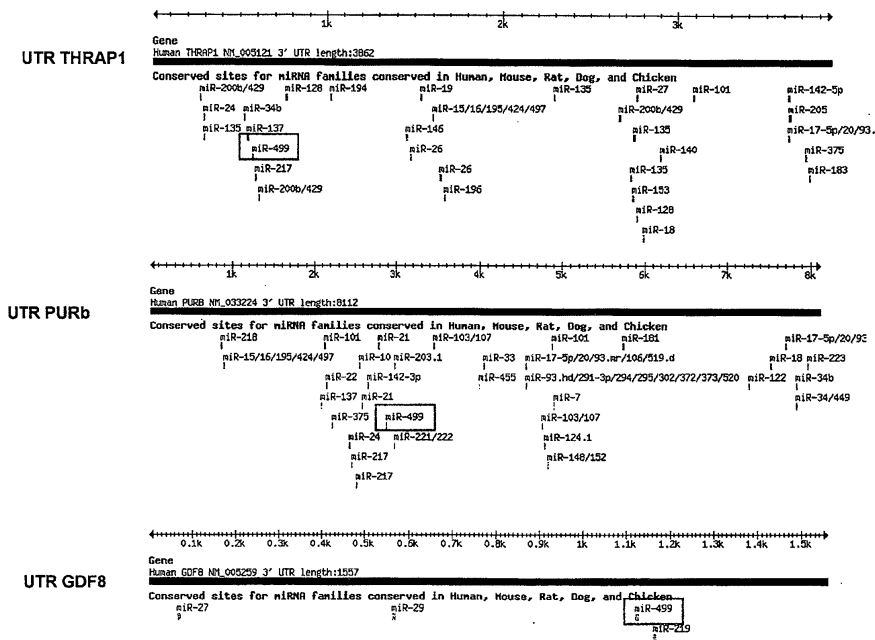 1k 2k 3k
UTR THRAP1
Gene
Human THRAP1 NM_005121 3' UTR length:3862
Conserved sites for miRNA families conserved in Human, Mouse, Rat, Dog, and Chicken
miR-200b/429 miR-128 miR-194 miR-19 miR-135 miR-27 miR-101 miR-142-5p
miR-24 miR-34b miR-15/16/195/424/497 miR-200b/429 miR-205
miR-135 miR-137 miR-146 miR-135 miR-17-5p/20/93.
miR-499 miR-26 miR-140 miR-375
miR-217 miR-26 miR-135 miR-183
miR-200b/429 miR-196 miR-153
miR-128
miR-18
1k 2k 3k 4k 5k 6k 7k 8k
UTR PURb
Gene
Human PURB NM_033224 3' UTR length:8112
Conserved sites for miRNA families conserved in Human, Mouse, Rat, Dog, and Chicken
miR-218 miR-101 miR-21 miR-103/107 miR-101 miR-181 miR-17-5p/20/93
miR-15/16/195/424/497 miR-10 miR-203.1 miR-33 miR-17-5p/20/93.mr/106/519.d miR-18 miR-223
miR-22 miR-142-3p miR-455 miR-93.hd/291-3p/294/295/302/372/373/520 miR-122 miR-34b
miR-137 miR-21 miR-7 miR-34/449
miR-375 miR-499 miR-103/107
miR-24 miR-221/222 miR-124.1
miR-217 miR-148/152
miR-217
0.1k 0.2k 0.3k 0.4k 0.5k 0.6k 0.7k 0.8k 0.9k 1k 1.1k 1.2k 1.3k 1.4k 1.5k
UTR GDF8
Gene
Human GDF8 NM_005259 3' UTR length:1557
Conserved sites for miRNA families conserved in Human, Mouse, Rat, Dog, and Chicken
miR-27 miR-29 miR-499
miR-219